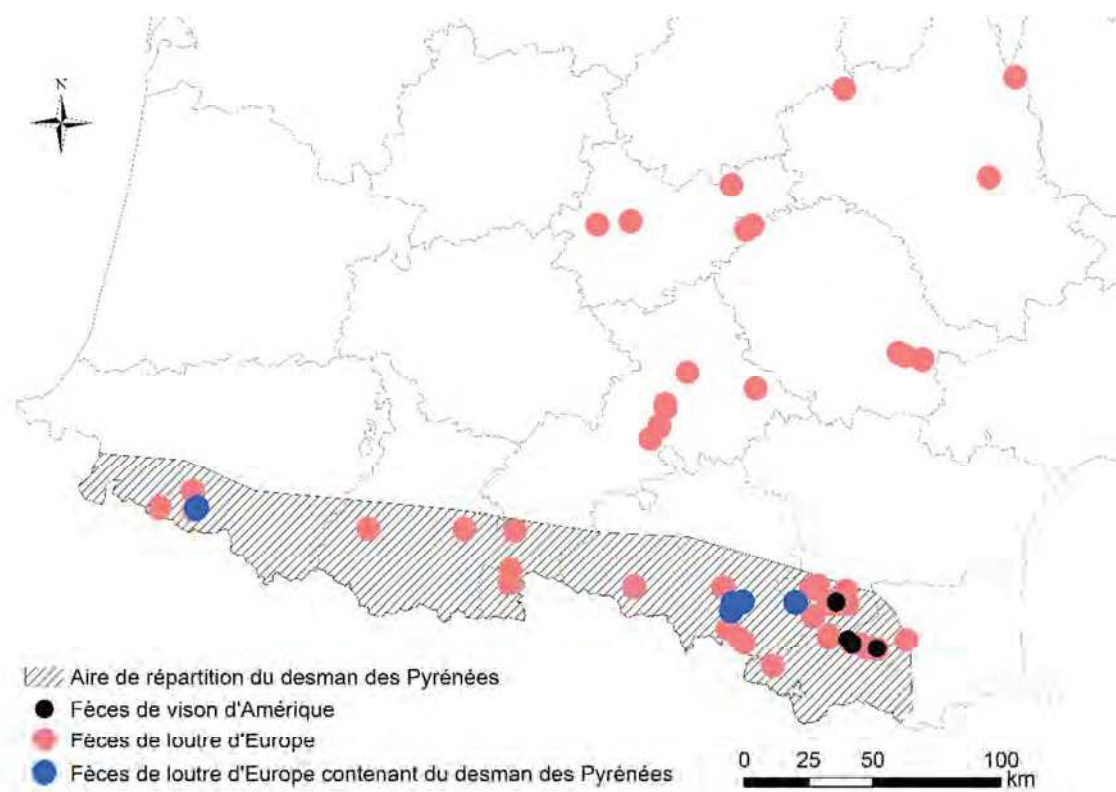 N
Aire de répartition du desman des Pyrénées
Fèces de vison d'Amérique
Fèces de loutre d'Europe
Fèces de loutre d'Europe contenant du desman des Pyrénées
0 25 50 100
km